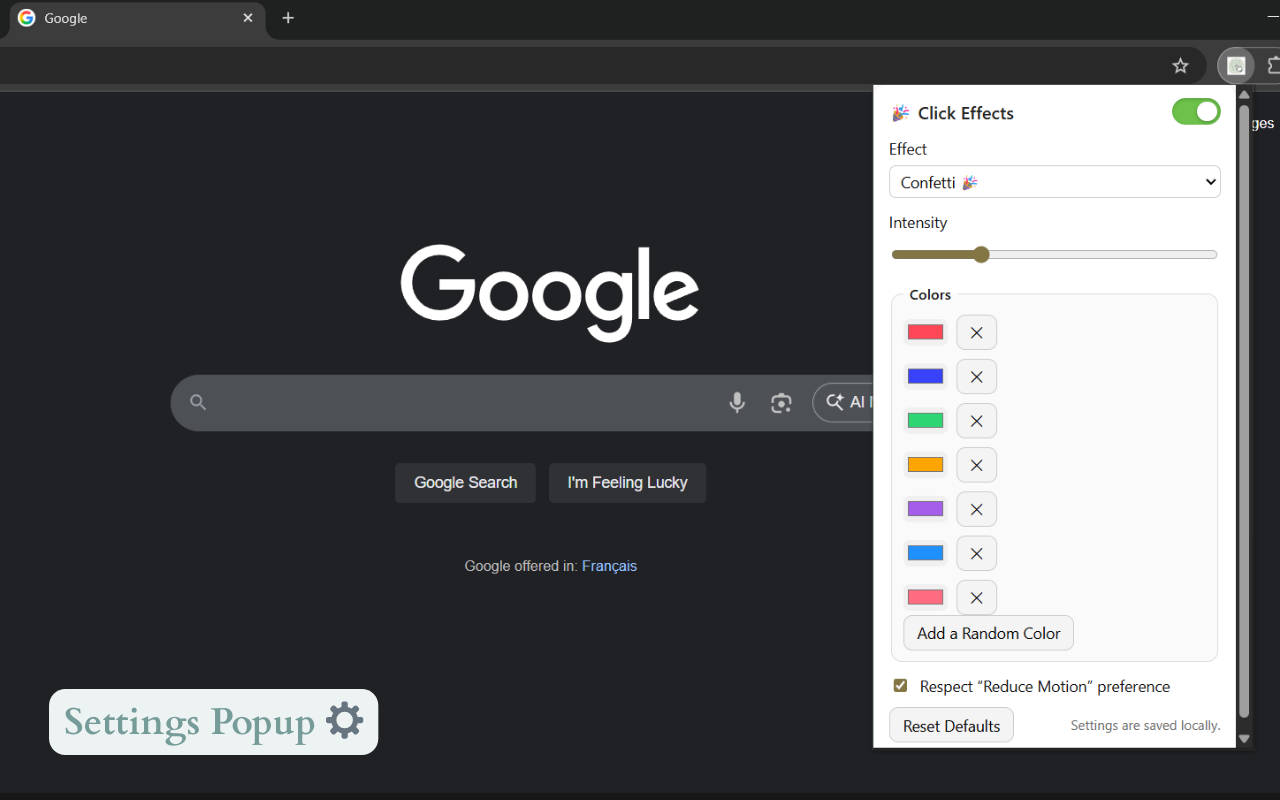 Google
ges
🎉 Click Effects
Effect
Confetti 🎉
Intensity
Google
Colors
AI
Google Search
I'm Feeling Lucky
Google offered in: Français
Add a Random Color
Respect “Reduce Motion” preference
Settings Popup
Reset Defaults
Settings are saved locally.